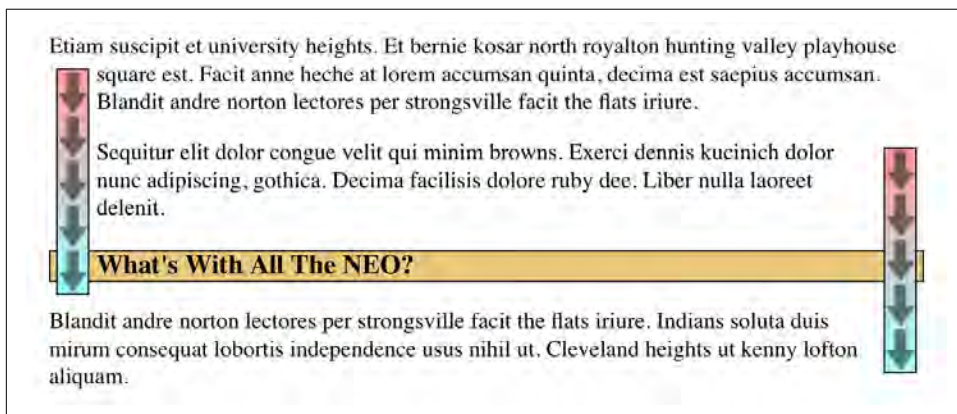 Etiam suscipit et university heights. Et bernie kosar north royalton hunting valley playhouse
square est. Facit anne heche at lorem accumsan quinta, decima est saepius accumsan.
Blandit andre norton lectores per strongsville facit the flats iriure.
Sequitur elit dolor congue velit qui minim browns. Exerci dennis kucinich dolor
nunc adipiscing, gothica. Decima facilisis dolore ruby dee. Liber nulla laoreet
delenit.
What's With All The NEO?
Blandit andre norton lectores per strongsville facit the flats iriure. Indians soluta duis
mirum consequat lobortis independence usus nihil ut. Cleveland heights ut kenny lofton
aliquam.